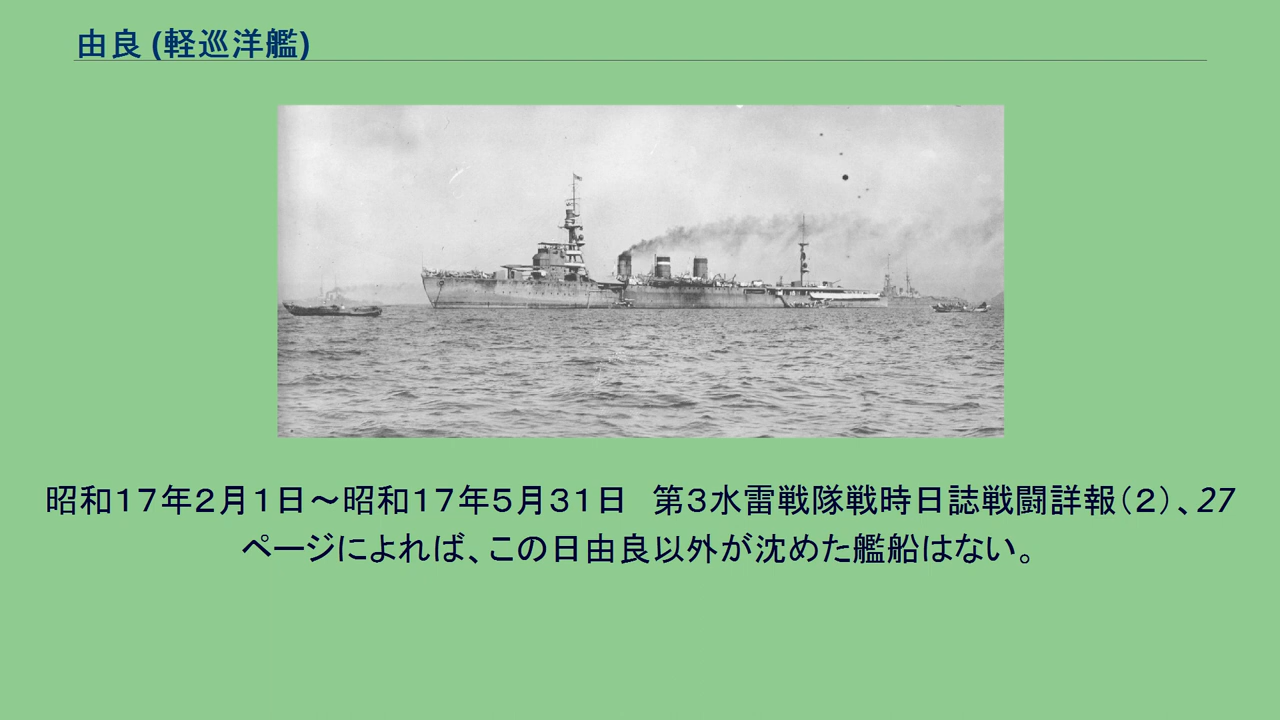 由良 (軽巡洋艦)
昭和１７年２月１日～昭和１７年５月３１日　第３水雷戦隊戦時日誌戦闘詳報（２）、27
ページによれば、この日由良以外が沈めた艦船はない。